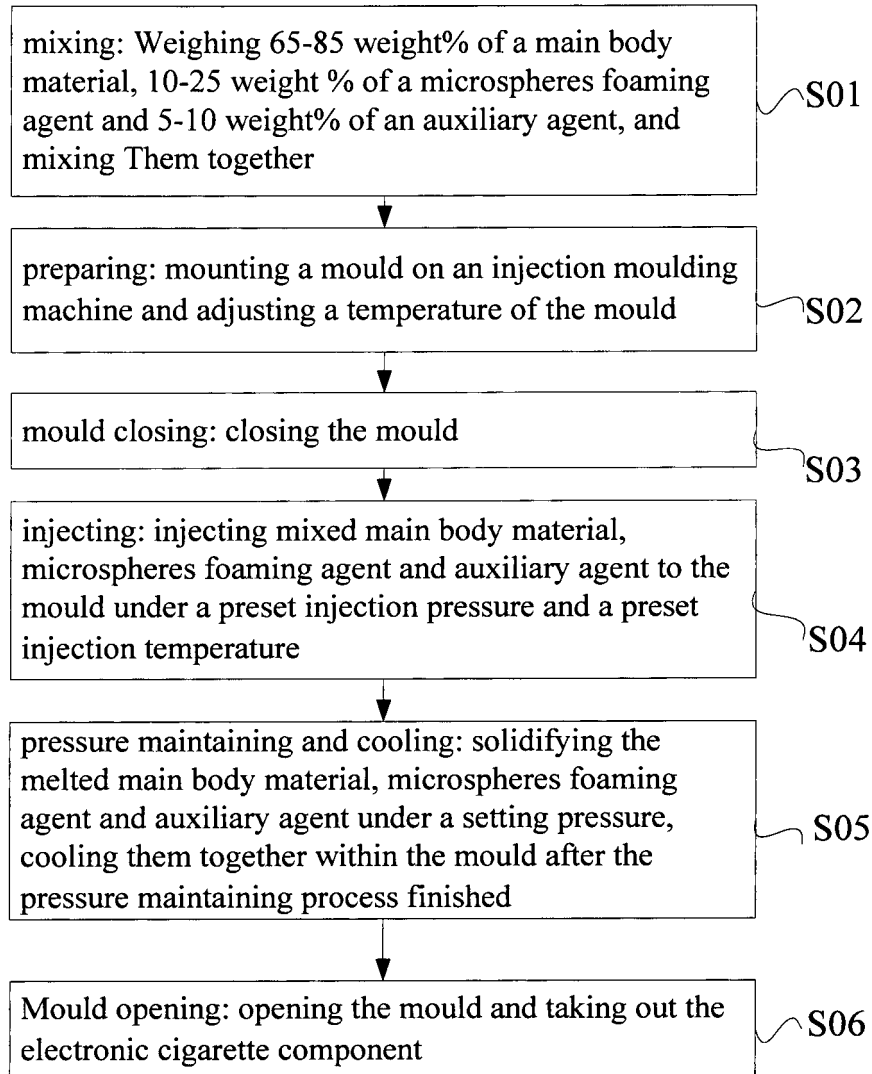 mixing: Weighing 65-85 weight% of a main body
material, 10-25 weight % of a microspheres foaming
agent and 5-10 weight% of an auxiliary agent, and
mixing Them together
S01
preparing: mounting a mould on an injection moulding
machine and adjusting a temperature of the mould
S02
mould closing: closing the mould
S03
injecting: injecting mixed main body material,
microspheres foaming agent and auxiliary agent to the
mould under a preset injection pressure and a preset
injection temperature
S04
pressure maintaining and cooling: solidifying the
melted main body material, microspheres foaming
agent and auxiliary agent under a setting pressure,
cooling them together within the mould after the
pressure maintaining process finished
S05
Mould opening: opening the mould and taking out the
electronic cigarette component
S06